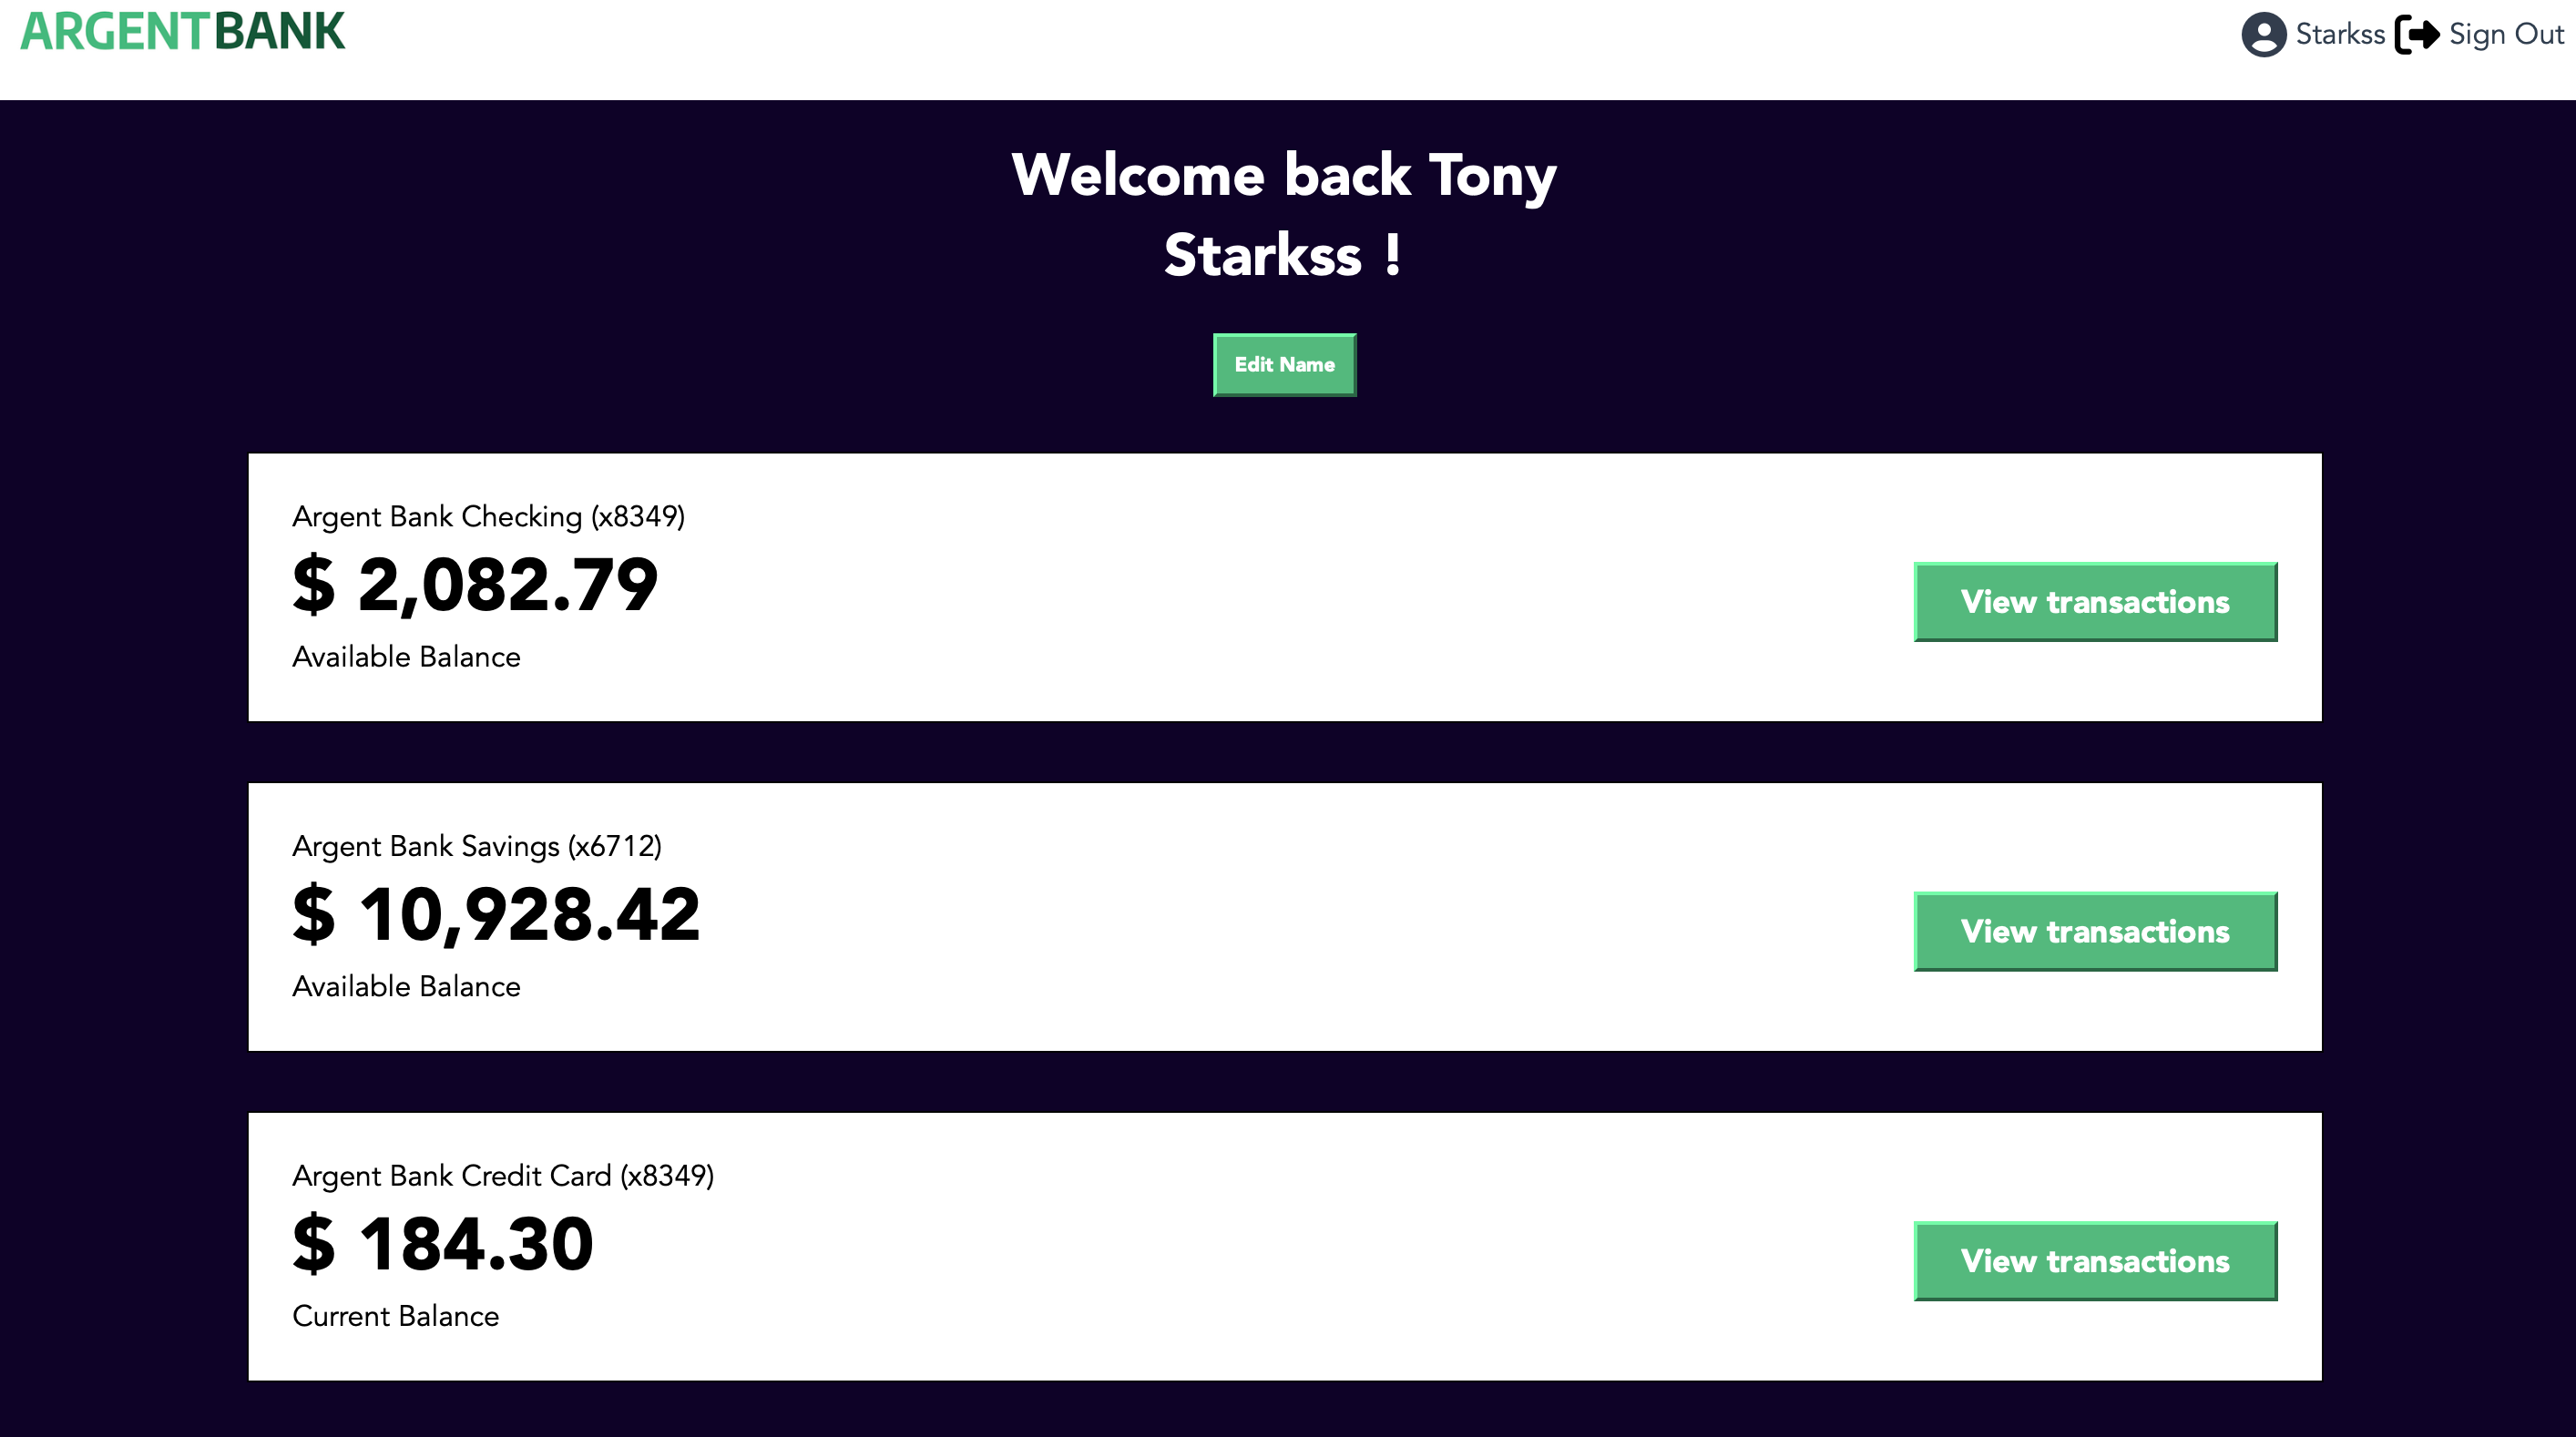 ARGENTBANK
Starkss Sign Out
Welcome back Tony
Starkss !
Edit Name
Argent Bank Checking (x8349)
$ 2,082.79
Available Balance
View transactions
Argent Bank Savings (x6712)
$ 10,928.42
Available Balance
View transactions
Argent Bank Credit Card (x8349)
$ 184.30
Current Balance
View transactions